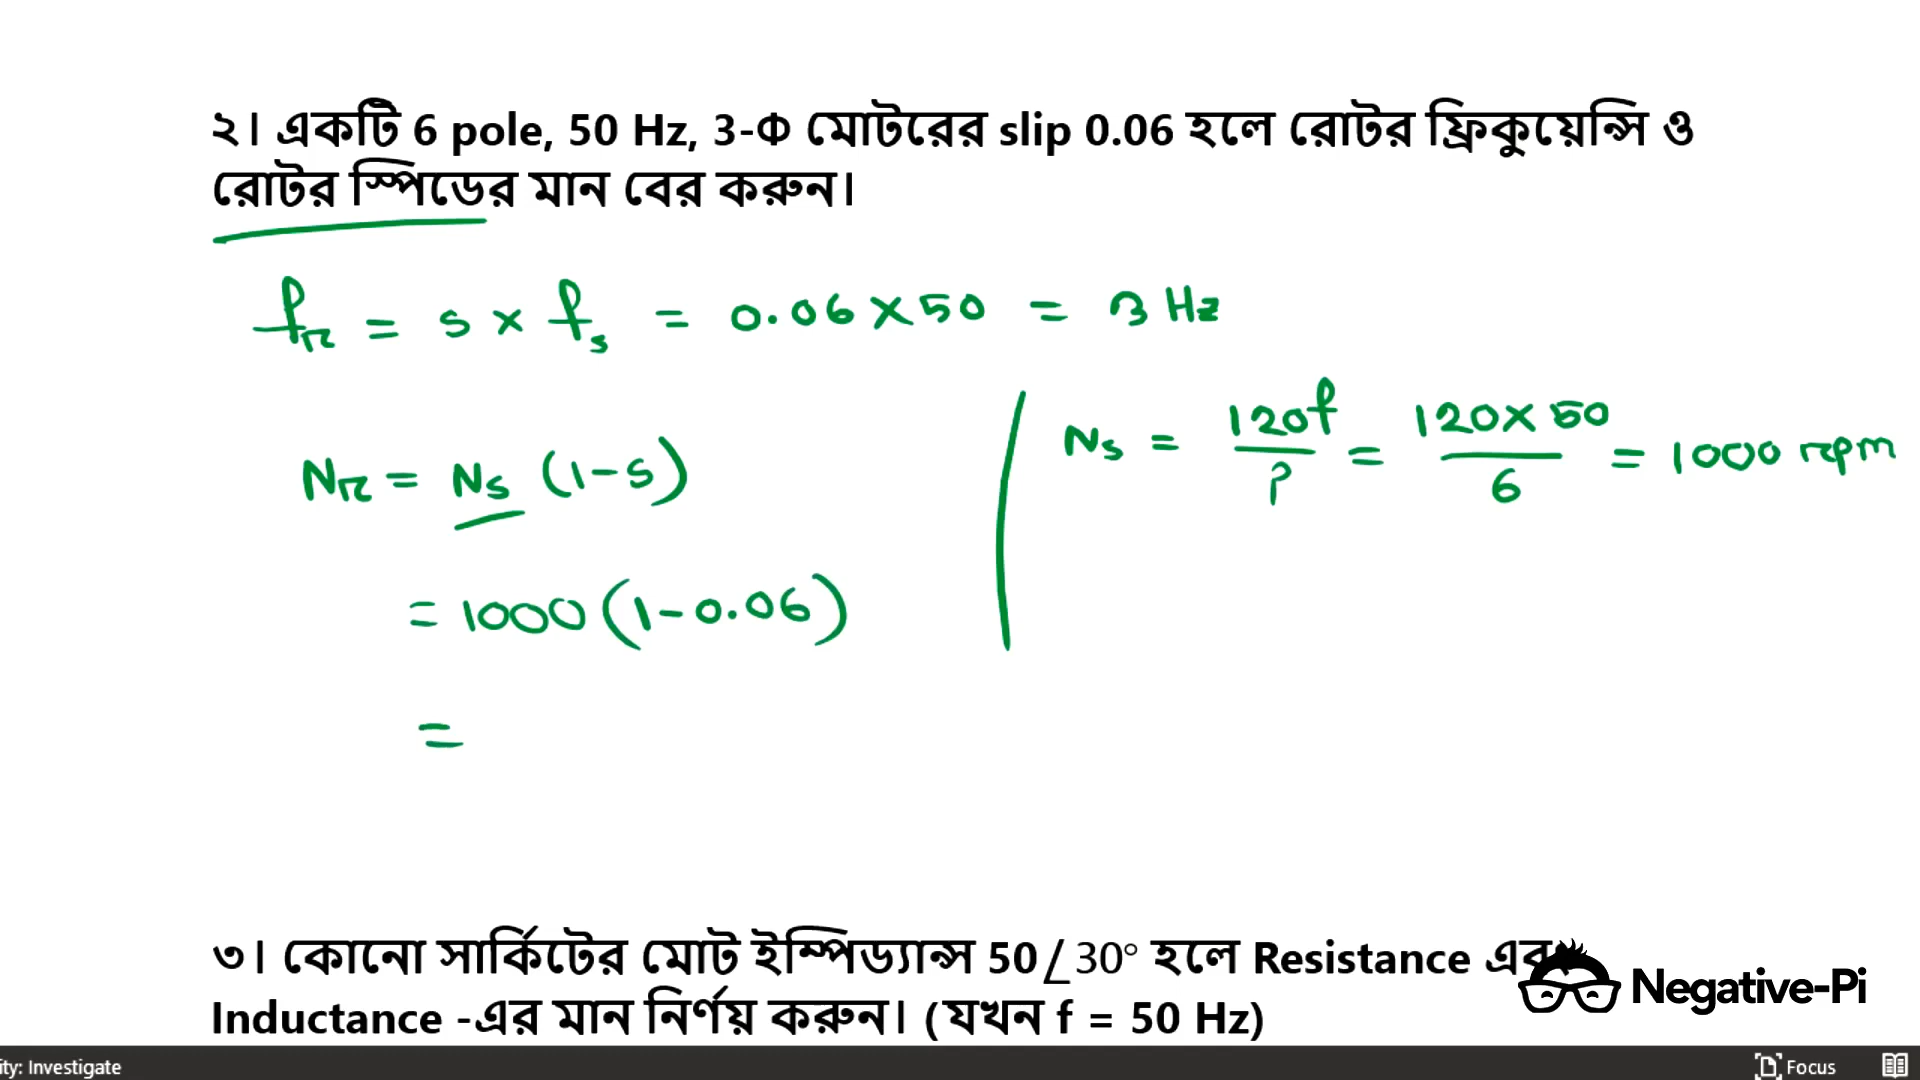 ২। একটি 6 pole, 50 Hz, 3-Φ মোটরের slip 0.06 হলে রোটর ফ্রিকুয়েন্সি ও
রোটর স্পিডের মান বের করুন।
fr = s × fs = 0.06 × 50 = 3 Hz
Nr = Ns (1-s)
Ns = 120f/P = 120×50/6 = 1000 rpm
= 1000 (1-0.06)
=
৩। কোনো সার্কিটের মোট ইম্পিড্যান্স 50∠30° হলে Resistance
Inductance -এর মান নির্ণয় করুন। (যখন f = 50 Hz)
Negative-Pi
ity: Investigate
Focus